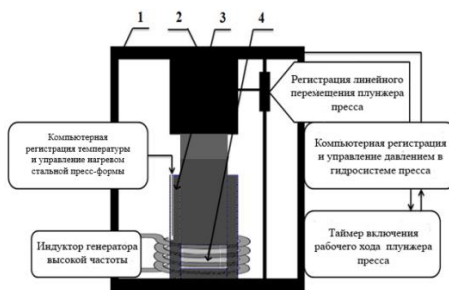 1 2 3 4
Регистрация линейного
перемещения плунжера
пресса
Компьютерная
регистрация температуры
и управление нагревом
стальной пресс-формы
Компьютерная регистрация
и управление давлением в
гидросистеме пресса
Индуктор генератора
высокой частоты
Таймер включения
рабочего хода плунжера
пресса